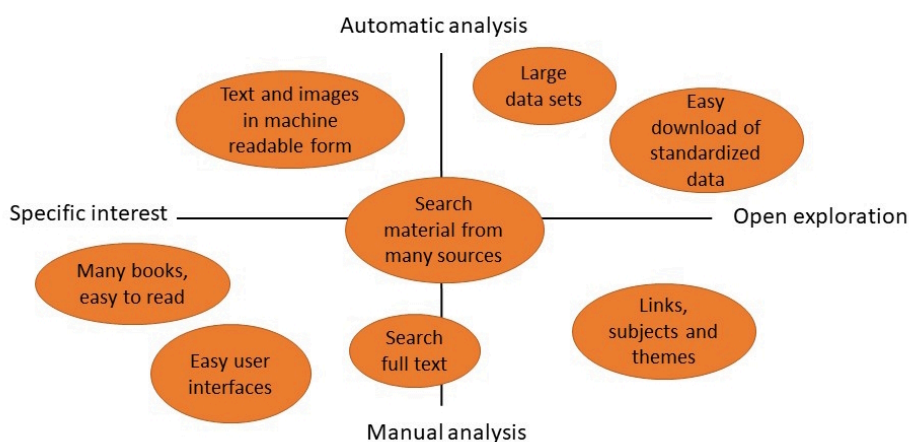 Automatic analysis
Large
data sets
Text and images
in machine
readable form
Easy
download of
standardized
data
Specific interest
Search
material from
many sources
Open exploration
Many books,
easy to read
Links,
subjects and
themes
Search
full text
Easy user
interfaces
Manual analysis